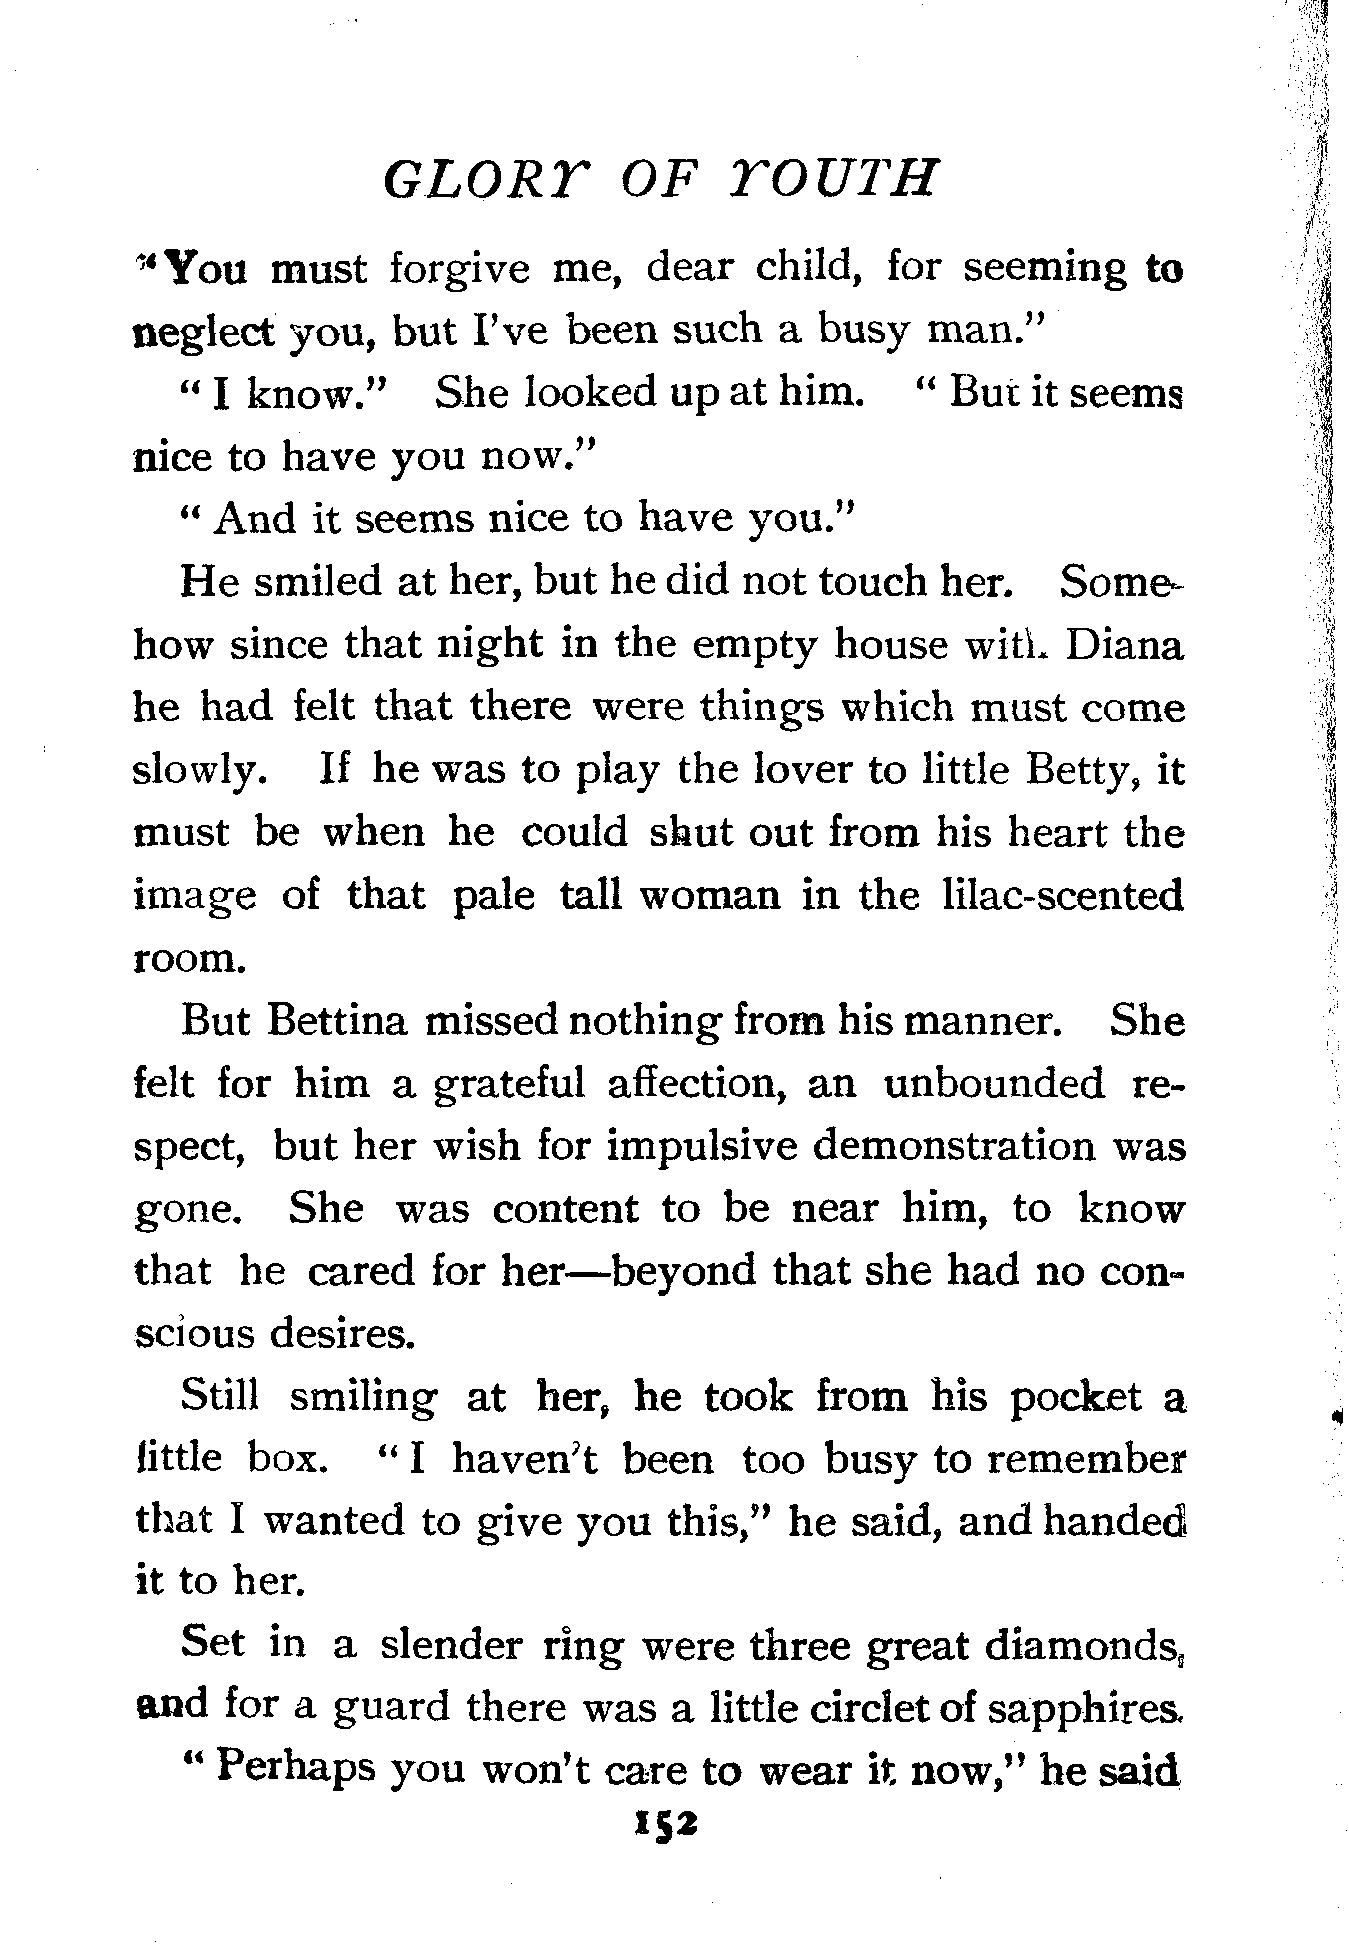 GLORY OF YOUTH
"You must forgive me, dear child, for seeming to
neglect you, but I've been such a busy man."
"I know." She looked up at him. "But it seems
nice to have you now."
"And it seems nice to have you."
He smiled at her, but he did not touch her. Some-
how since that night in the empty house with Diana
he had felt that there were things which must come
slowly. If he was to play the lover to little Betty, it
must be when he could shut out from his heart the
image of that pale tall woman in the lilac-scented
room.
But Bettina missed nothing from his manner. She
felt for him a grateful affection, an unbounded re-
spect, but her wish for impulsive demonstration was
gone. She was content to be near him, to know
that he cared for her—beyond that she had no con-
scious desires.
Still smiling at her, he took from his pocket a
little box. "I haven't been too busy to remember
that I wanted to give you this," he said, and handed
it to her.
Set in a slender ring were three great diamonds,
and for a guard there was a little circlet of sapphires.
"Perhaps you won't care to wear it now," he said
152